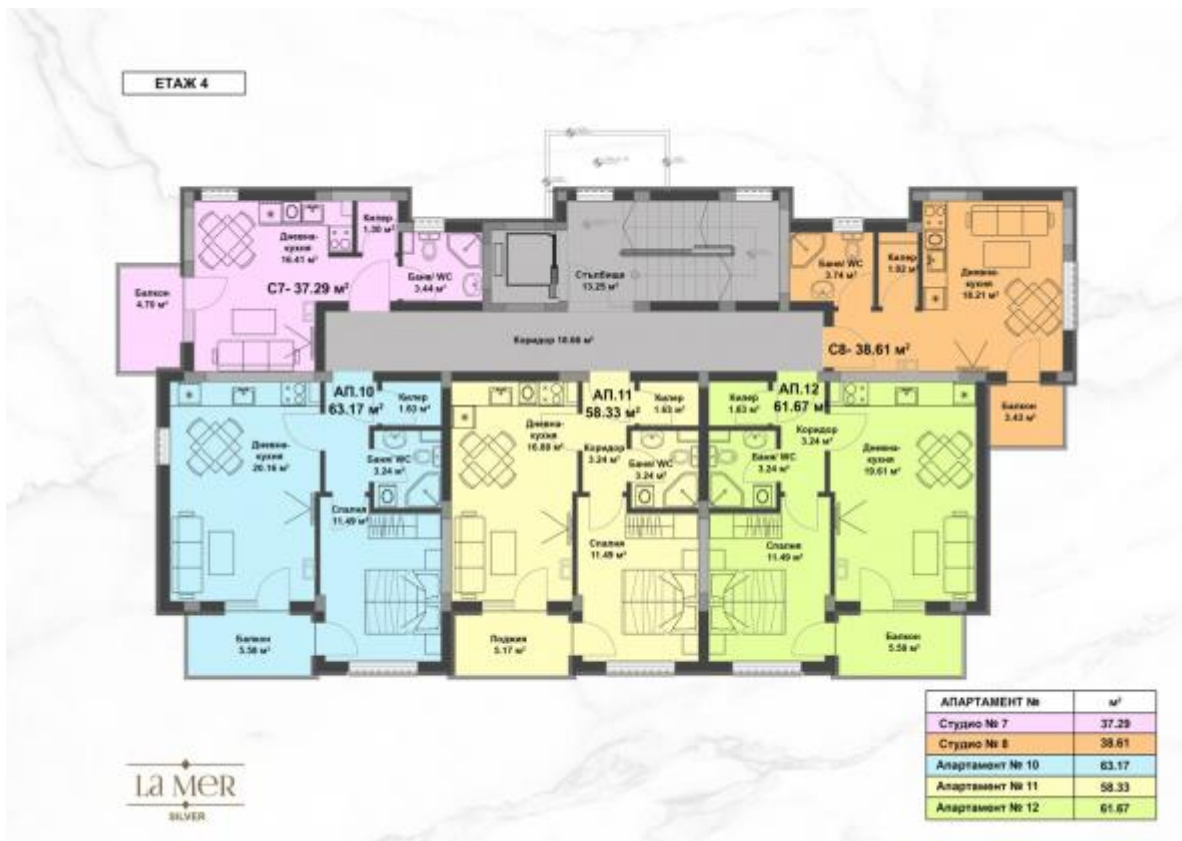 ЕТАЖ 4
Килер
1.30 м²
Дневна-
кухня
16.41 м²
Баня/ WC
3.44 м²
С7- 37.29 м²
Балкон
4.70 м²
Стълбище
13.25 м²
Баня/ WC
3.74 м²
Килер
1.82 м²
Дневна-
кухня
18.21 м²
С8- 38.61 м²
Балкон
3.43 м²
Коридор 18.66 м²
АП.10
63.17 м²
Килер
1.63 м²
Дневна-
кухня
20.16 м²
Баня/ WC
3.24 м²
Спалня
11.49 м²
Балкон
5.58 м²
АП.11
58.33 м²
Килер
1.63 м²
Дневна-
кухня
Коридор
3.24 м²
Баня/ WC
3.24 м²
Спалня
11.49 м²
Лоджия
5.17 м²
АП.12
61.67 м²
Килер
1.63 м²
Коридор
3.24 м²
Баня/ WC
3.24 м²
Дневна-
кухня
19.61 м²
Спалня
11.49 м²
Балкон
5.58 м²
АПАРТАМЕНТ № м²
Студио № 7 37.29
Студио № 8 38.61
Апартамент № 10 63.17
Апартамент № 11 58.33
Апартамент № 12 61.67
La MeR
SILVER